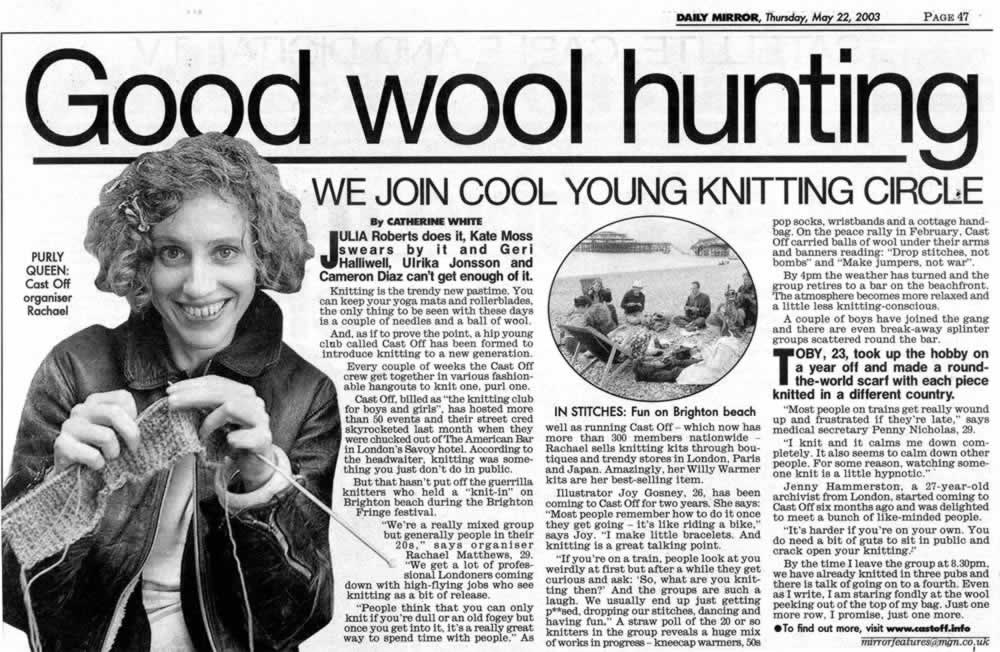 DAILY MIRROR, Thursday, May 22, 2003 PAGE 47
Good wool hunting
WE JOIN COOL YOUNG KNITTING CIRCLE
PURLY
QUEEN:
Cast Off
organiser
Rachael
By CATHERINE WHITE
JULIA Roberts does it, Kate Moss
swears by it and Geri
Halliwell, Ulrika Jonsson and
Cameron Diaz can't get enough of it.
Knitting is the trendy new pastime. You
can keep your yoga mats and rollerblades,
the only thing to be seen with these days
is a couple of needles and a ball of wool.
And, as if to prove the point, a hip young
club called Cast Off has been formed to
introduce knitting to a new generation.
Every couple of weeks the Cast Off
crew get together in various fashion-
able hangouts to knit one, purl one.
Cast Off, billed as "the knitting club
for boys and girls", has hosted more
than 50 events and their street cred
skyrocketed last month when they
were chucked out of The American Bar
in London's Savoy hotel. According to
the headwaiter, knitting was some-
thing you just don't do in public.
But that hasn't put off the guerrilla
knitters who held a "knit-in" on
Brighton beach during the Brighton
Fringe festival.
"We're a really mixed group
but generally people in their
20s," says organiser
Rachael Matthews, 29.
"We get a lot of profes-
sional Londoners coming
down with high-flying jobs who see
knitting as a bit of release.
"People think that you can only
knit if you're dull or an old fogey but
once you get into it, it's a really great
way to spend time with people." As
IN STITCHES: Fun on Brighton beach
well as running Cast Off – which now has
more than 300 members nationwide –
Rachael sells knitting kits through bou-
tiques and trendy stores in London, Paris
and Japan. Amazingly, her Willy Warmer
kits are her best-selling item.
Illustrator Joy Gosney, 26, has been
coming to Cast Off for two years. She says:
"Most people remember how to do it once
they get going – it's like riding a bike,"
says Joy. "I make little bracelets. And
knitting is a great talking point.
"If you're on a train, people look at you
weirdly at first but after a while they get
curious and ask: 'So, what are you knit-
ting then?' And the groups are such a
laugh. We usually end up just getting
p**sed, dropping our stitches, dancing and
having fun." A straw poll of the 20 or so
knitters in the group reveals a huge mix
of works in progress – kneecap warmers, 50s
pop socks, wristbands and a cottage hand-
bag. On the peace rally in February, Cast
Off carried balls of wool under their arms
and banners reading: "Drop stitches, not
bombs" and "Make jumpers, not war".
By 4pm the weather has turned and the
group retires to a bar on the beachfront.
The atmosphere becomes more relaxed and
a little less knitting-conscious.
A couple of boys have joined the gang
and there are even break-away splinter
groups scattered round the bar.
TOBY, 23, took up the hobby on
a year off and made a round-
the-world scarf with each piece
knitted in a different country.
"Most people on trains get really wound
up and frustrated if they're late," says
medical secretary Penny Nicholas, 29.
"I knit and it calms me down com-
pletely. It also seems to calm down other
people. For some reason, watching some-
one knit is a little hypnotic."
Jenny Hammerston, a 27-year-old
archivist from London, started coming to
Cast Off six months ago and was delighted
to meet a bunch of like-minded people.
"It's harder if you're on your own. You
do need a bit of guts to sit in public and
crack open your knitting."
By the time I leave the group at 8.30pm,
we have already knitted in three pubs and
there is talk of going on to a fourth. Even
as I write, I am staring fondly at the wool
peeking out of the top of my bag. Just one
more row, I promise, just one more.
●To find out more, visit www.castoff.info
mirrorfeatures@mgn.co.uk